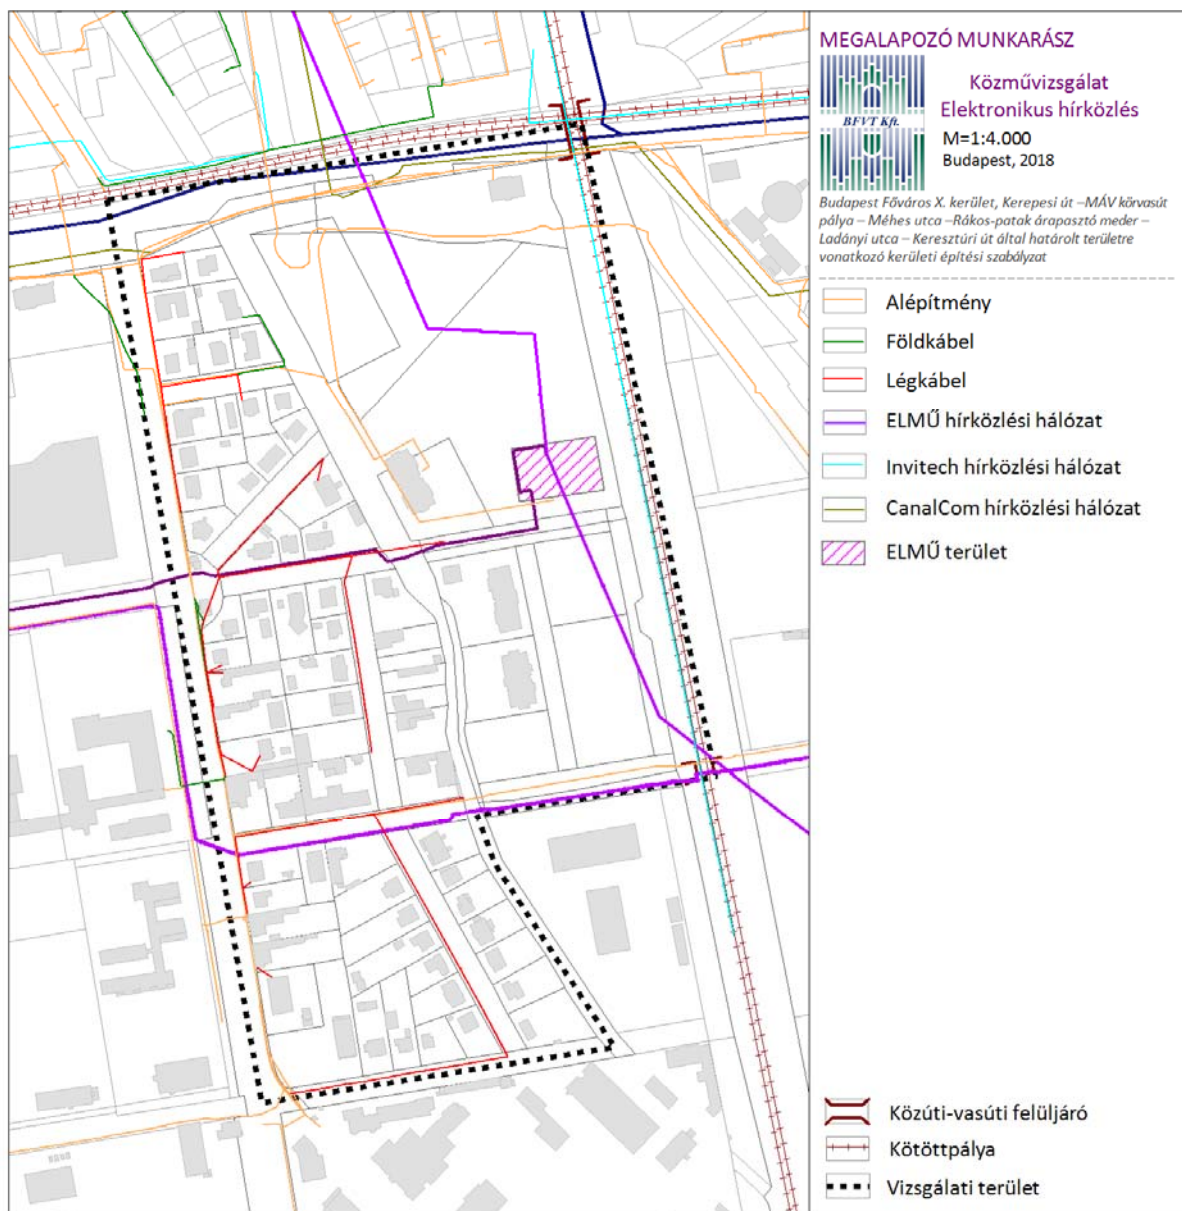 MEGALAPOZÓ MUNKARÁSZ
Közművizsgálat
Elektronikus hírközlés
BFVT Kft.
M=1:4.000
Budapest, 2018
Budapest Főváros X. kerület, Kerepesi út –MÁV körvasút
pálya – Méhes utca –Rákos-patak árapasztó meder –
Ladányi utca – Keresztúri út által határolt területre
vonatkozó kerületi építési szabályzat
Alépítmény
Földkábel
Légkábel
ELMŰ hírközlési hálózat
Invitech hírközlési hálózat
CanalCom hírközlési hálózat
ELMŰ terület
Közúti-vasúti felüljáró
Kötöttpálya
Vizsgálati terület